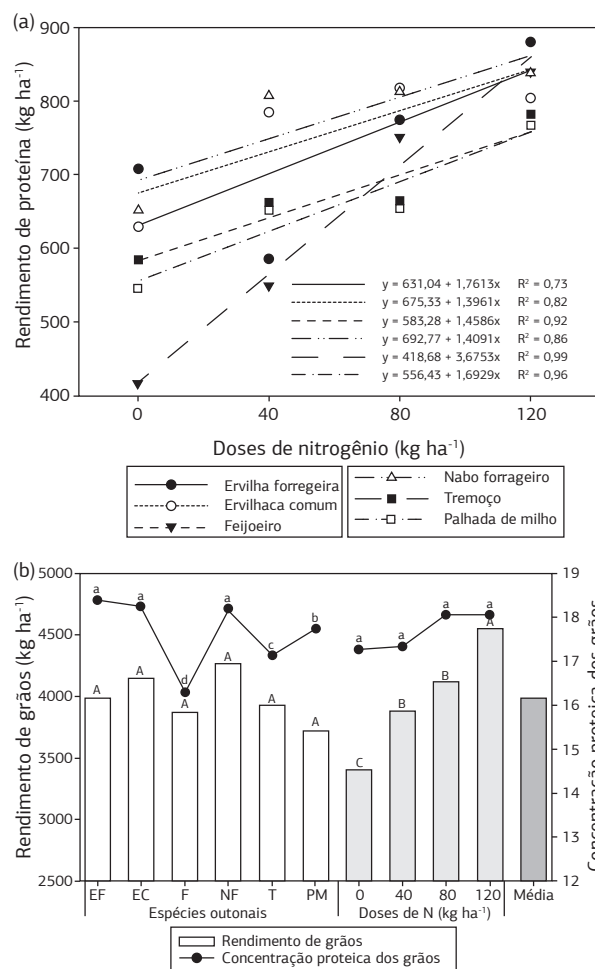 (a)
Rendimento de proteína (kg ha⁻¹)
900
800
700
600
500
400
y = 631,04 + 1,7613x R² = 0,73
y = 675,33 + 1,3961x R² = 0,82
y = 583,28 + 1,4586x R² = 0,92
y = 692,77 + 1,4091x R² = 0,86
y = 418,68 + 3,6753x R² = 0,99
y = 556,43 + 1,6929x R² = 0,96
0 40 80 120
Doses de nitrogênio (kg ha⁻¹)
Ervilha forregeira
Ervilhaca comum
Feijoeiro
Nabo forrageiro
Tremoço
Palhada de milho
(b)
Rendimento de grãos (kg ha⁻¹)
5000
4500
4000
3500
3000
2500
a a d a c b a a a a
A A A A A A C B B A
19
18
17
16
15
14
13
12
Concentração proteica dos grãos
EF EC F NF T PM 0 40 80 120 Média
Espécies outonais Doses de N (kg ha⁻¹)
Rendimento de grãos
Concentração proteica dos grãos